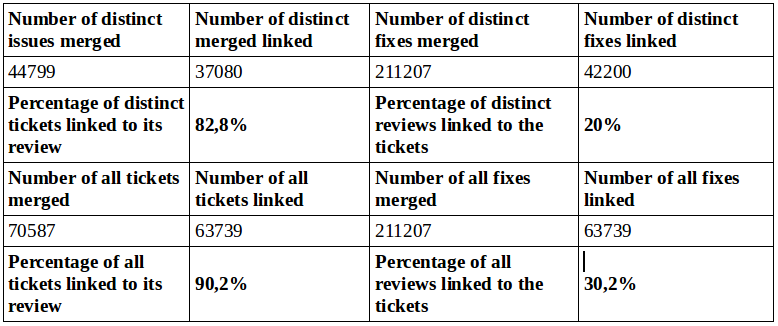 Number of distinct issues merged
Number of distinct merged linked
Number of distinct fixes merged
Number of distinct fixes linked
44799
37080
211207
42200
Percentage of distinct tickets linked to its review
82,8%
Percentage of distinct reviews linked to the tickets
20%
Number of all tickets merged
Number of all tickets linked
Number of all fixes merged
Number of all fixes linked
70587
63739
211207
63739
Percentage of all tickets linked to its review
90,2%
Percentage of all reviews linked to the tickets
30,2%